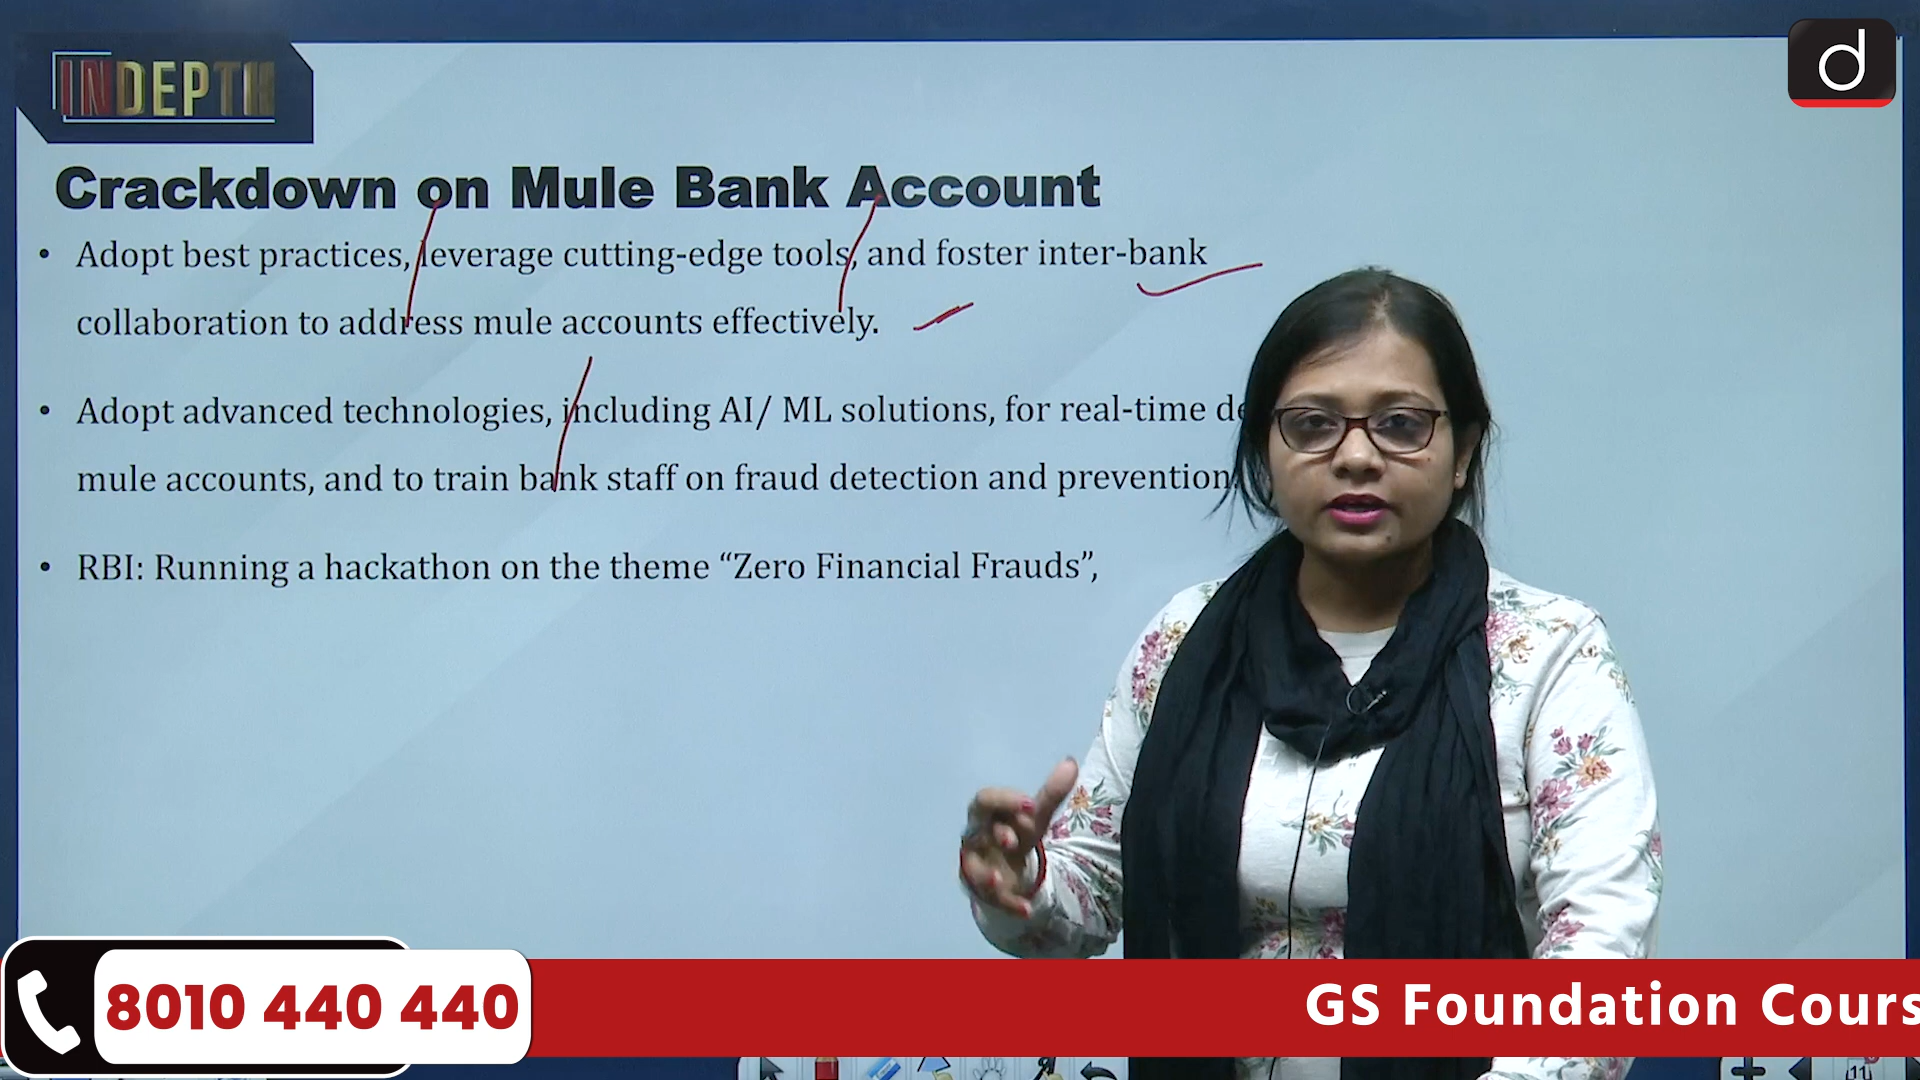 INDEPTH
d
Crackdown on Mule Bank Account
• Adopt best practices, leverage cutting-edge tools, and foster inter-bank
collaboration to address mule accounts effectively.
• Adopt advanced technologies, including AI/ ML solutions, for real-time de
mule accounts, and to train bank staff on fraud detection and prevention.
• RBI: Running a hackathon on the theme “Zero Financial Frauds”,
8010 440 440
GS Foundation Cours
11